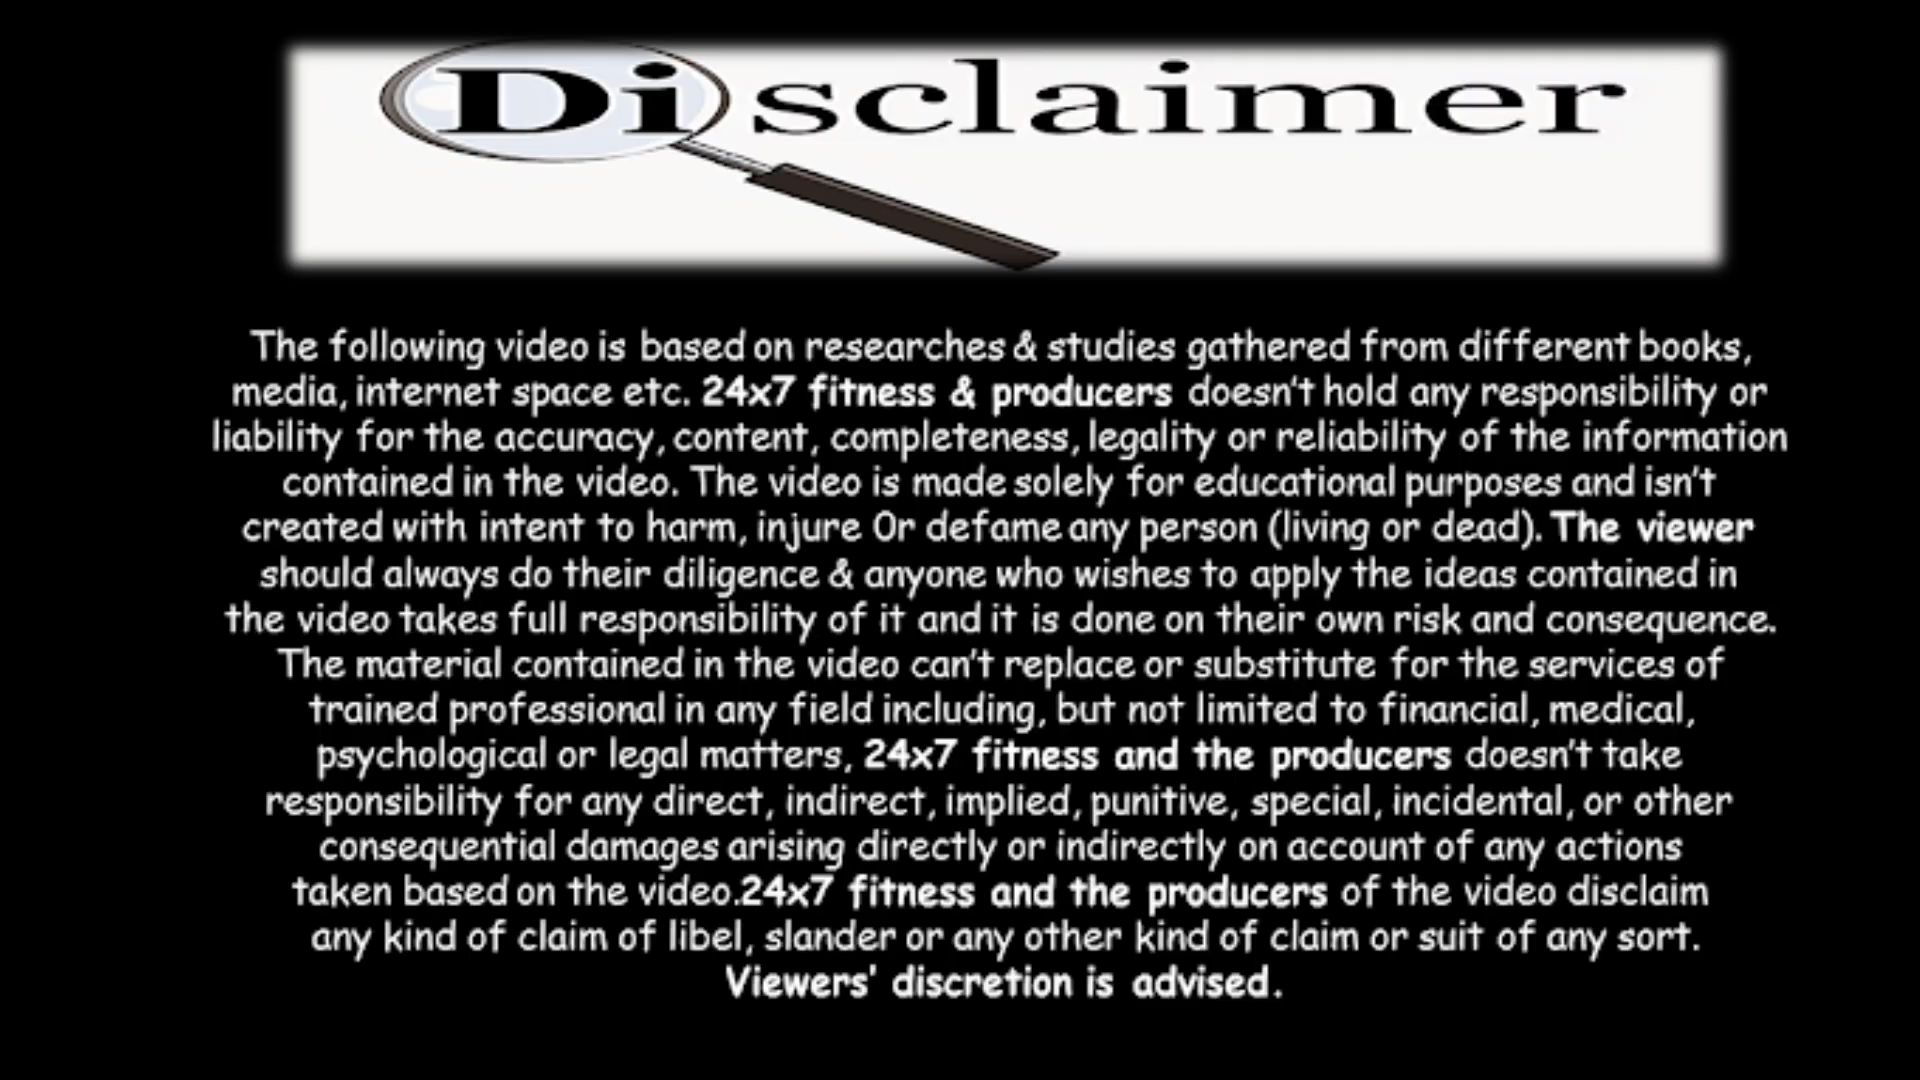 Disclaimer
The following video is based on researches & studies gathered from different books,
media, internet space etc. 24x7 fitness & producers doesn't hold any responsibility or
liability for the accuracy, content, completeness, legality or reliability of the information
contained in the video. The video is made solely for educational purposes and isn't
created with intent to harm, injure Or defame any person (living or dead). The viewer
should always do their diligence & anyone who wishes to apply the ideas contained in
the video takes full responsibility of it and it is done on their own risk and consequence.
The material contained in the video can't replace or substitute for the services of
trained professional in any field including, but not limited to financial, medical,
psychological or legal matters, 24x7 fitness and the producers doesn't take
responsibility for any direct, indirect, implied, punitive, special, incidental, or other
consequential damages arising directly or indirectly on account of any actions
taken based on the video.24x7 fitness and the producers of the video disclaim
any kind of claim of libel, slander or any other kind of claim or suit of any sort.
Viewers' discretion is advised.